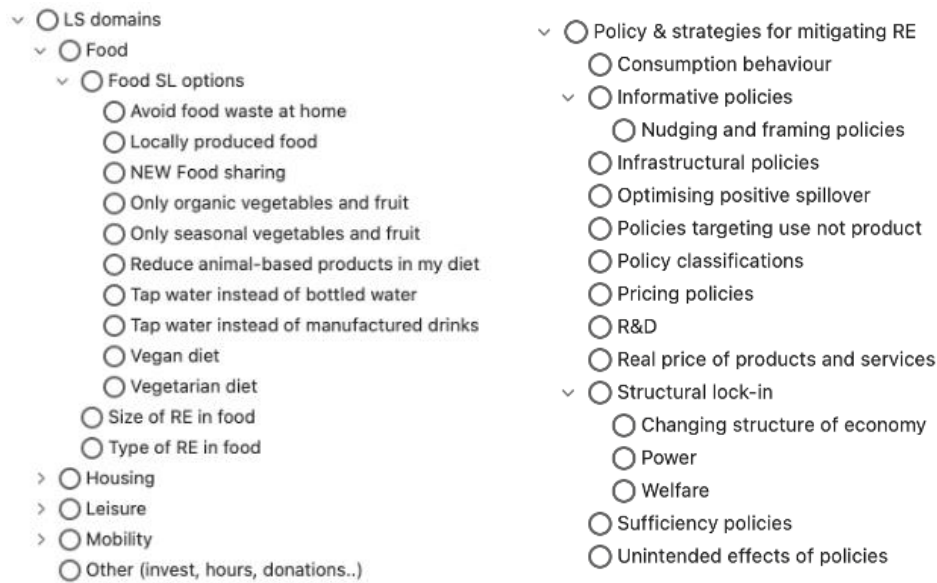 LS domains
Food
Food SL options
Avoid food waste at home
Locally produced food
NEW Food sharing
Only organic vegetables and fruit
Only seasonal vegetables and fruit
Reduce animal-based products in my diet
Tap water instead of bottled water
Tap water instead of manufactured drinks
Vegan diet
Vegetarian diet
Size of RE in food
Type of RE in food
Housing
Leisure
Mobility
Other (invest, hours, donations..)
Policy & strategies for mitigating RE
Consumption behaviour
Informative policies
Nudging and framing policies
Infrastructural policies
Optimising positive spillover
Policies targeting use not product
Policy classifications
Pricing policies
R&D
Real price of products and services
Structural lock-in
Changing structure of economy
Power
Welfare
Sufficiency policies
Unintended effects of policies